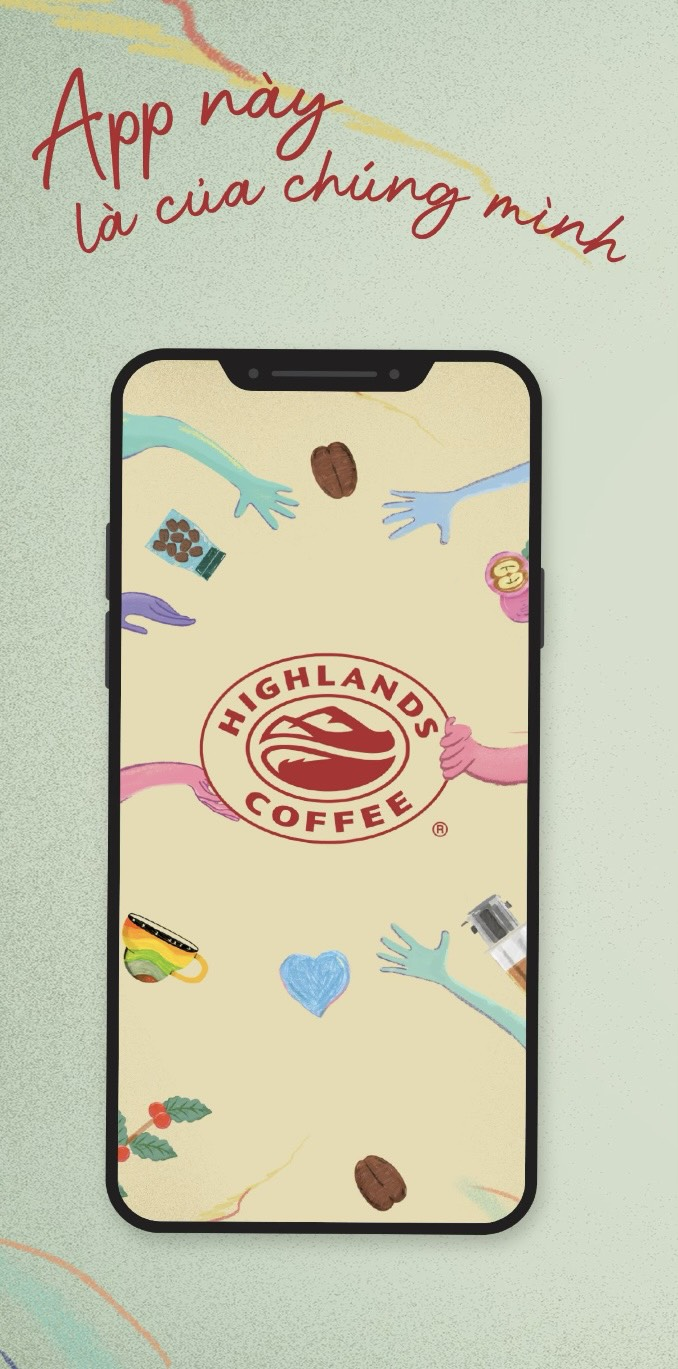 App này
là của chúng mình
HIGHLANDS
COFFEE
®